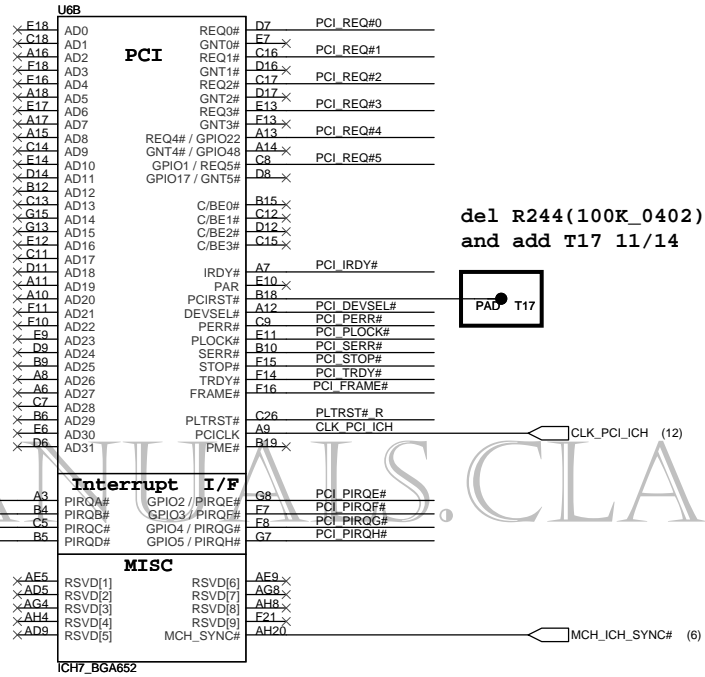 U6B
PCI
E18 AD0 REQ0# D7 PCI_REQ#0
C18 AD1 GNT0# E7
A16 AD2 REQ1# C16 PCI_REQ#1
F18 AD3 GNT1# D16
E16 AD4 REQ2# C17 PCI_REQ#2
A18 AD5 GNT2# D17
E17 AD6 REQ3# E13 PCI_REQ#3
A17 AD7 GNT3# F13
A15 AD8 REQ4# / GPIO22 A13 PCI_REQ#4
C14 AD9 GNT4# / GPIO48 A14
E14 AD10 GPIO1 / REQ5# C8 PCI_REQ#5
D14 AD11 GPIO17 / GNT5# D8
B12 AD12
C13 AD13 C/BE0# B15
G15 AD14 C/BE1# C12
G13 AD15 C/BE2# D12
E12 AD16 C/BE3# C15
C11 AD17
D11 AD18 IRDY# A7 PCI_IRDY#
A11 AD19 PAR E10
A10 AD20 PCIRST# B18
F11 AD21 DEVSEL# A12 PCI_DEVSEL#
F10 AD22 PERR# C9 PCI_PERR#
E9 AD23 PLOCK# E11 PCI_PLOCK#
D9 AD24 SERR# B10 PCI_SERR#
B9 AD25 STOP# F15 PCI_STOP#
A8 AD26 TRDY# F14 PCI_TRDY#
A6 AD27 FRAME# F16 PCI_FRAME#
C7 AD28
B6 AD29 PLTRST# C26 PLTRST#_R
E6 AD30 PCICLK A9 CLK_PCI_ICH CLK_PCI_ICH (12)
D6 AD31 PME# B19
del R244(100K_0402)
and add T17 11/14
PAD T17
Interrupt I/F
A3 PIRQA# GPIO2 / PIRQE# G8 PCI_PIRQE#
B4 PIRQB# GPIO3 / PIRQF# F7 PCI_PIRQF#
C5 PIRQC# GPIO4 / PIRQG# F8 PCI_PIRQG#
B5 PIRQD# GPIO5 / PIRQH# G7 PCI_PIRQH#
MISC
AE5 RSVD[1] RSVD[6] AE9
AD5 RSVD[2] RSVD[7] AG8
AG4 RSVD[3] RSVD[8] AH8
AH4 RSVD[4] RSVD[9] F21
AD9 RSVD[5] MCH_SYNC# AH20 MCH_ICH_SYNC# (6)
ICH7_BGA652
ANUALS.CLA